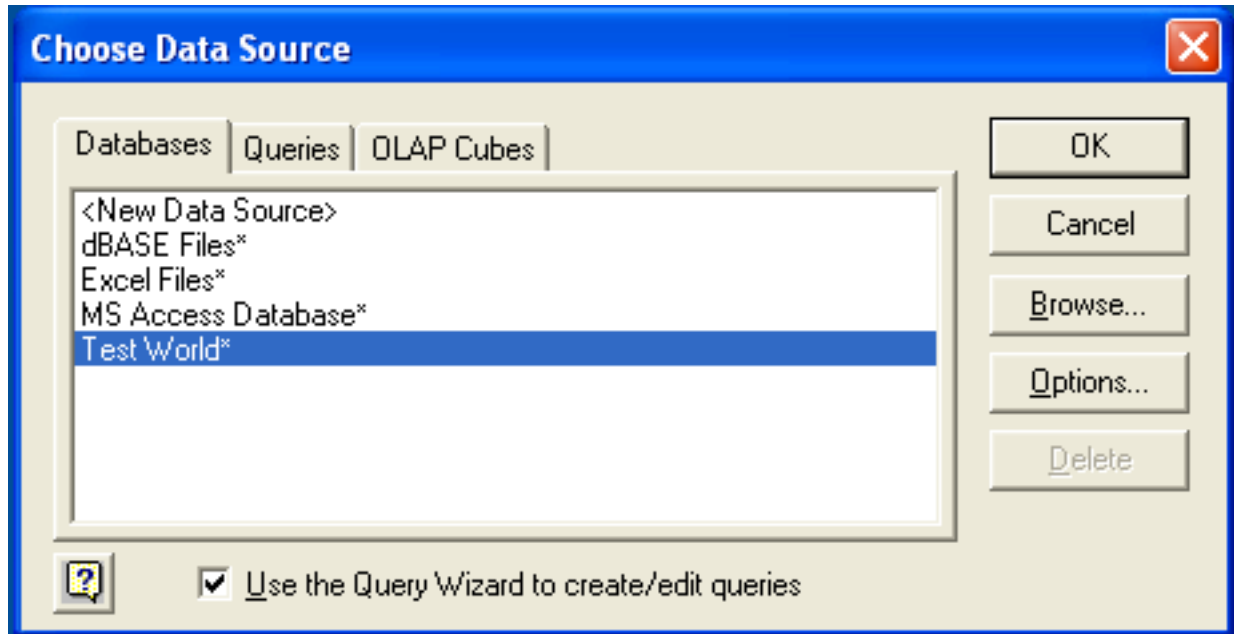 Choose Data Source
Databases Queries OLAP Cubes
<New Data Source>
dBASE Files*
Excel Files*
MS Access Database*
Test World*
OK
Cancel
Browse...
Options...
Delete
Use the Query Wizard to create/edit queries